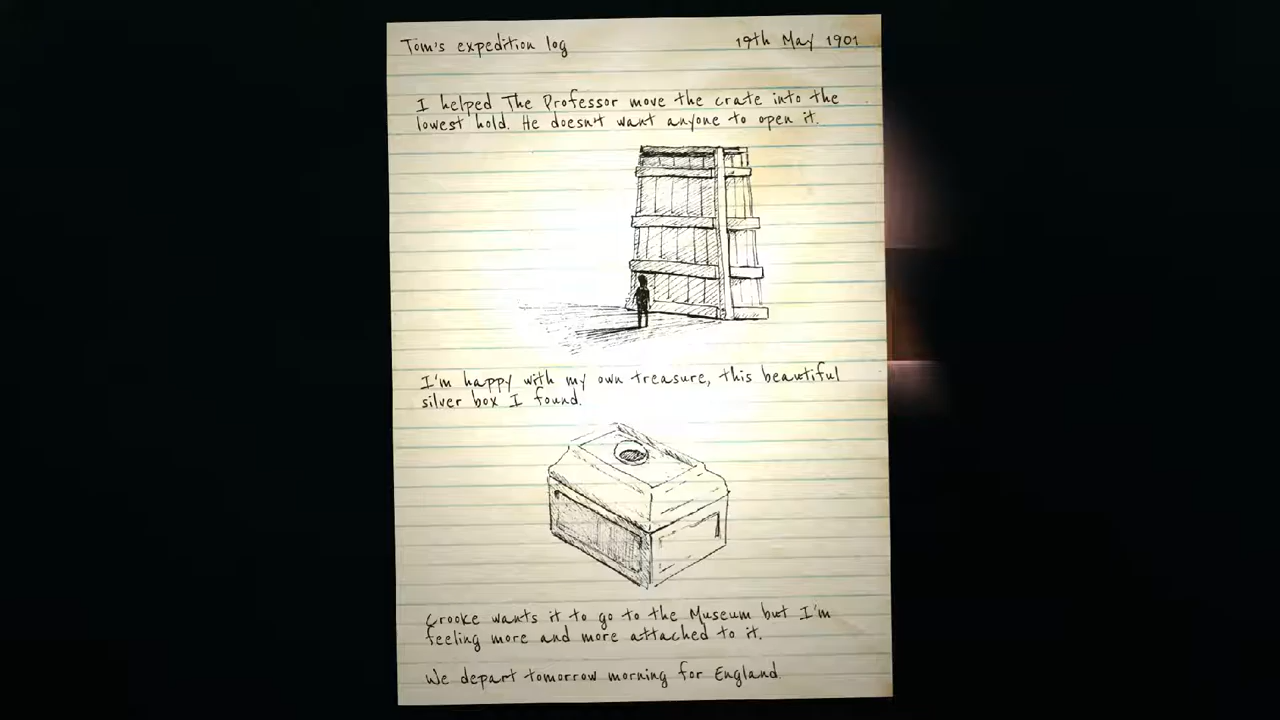 Tom's expedition log
19th May 1901
I helped The Professor move the crate into the
lowest hold. He doesn't want anyone to open it.
I'm happy with my own treasure, this beautiful
silver box I found.
Crooke wants it to go to the Museum but I'm
feeling more and more attached to it.
We depart tomorrow morning for England.